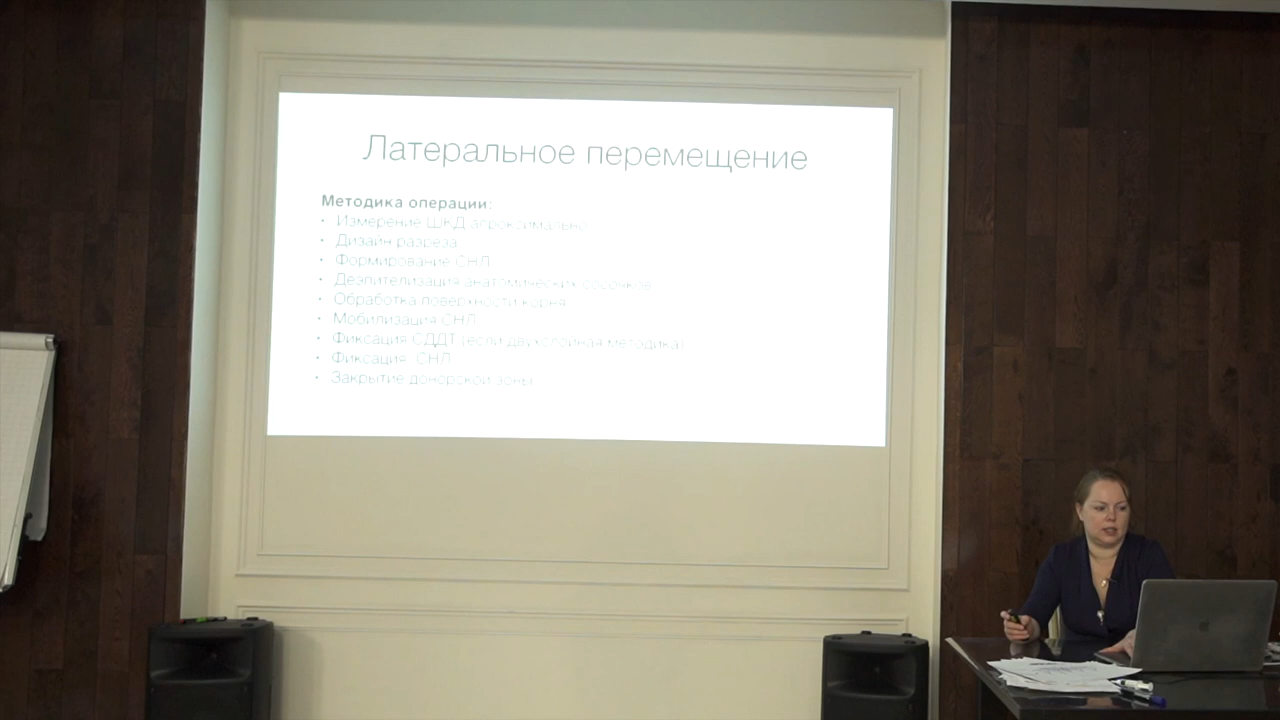 Латеральное перемещение
Методика операции:
• Измерение ШКД апроксимально
• Дизайн разреза
• Формирование СНЛ
• Деэпителизация анатомических сосочков
• Обработка поверхности корня
• Мобилизация СНЛ
• Фиксация СДДТ (если двухслойная методика)
• Фиксация СНЛ
• Закрытие донорской зоны